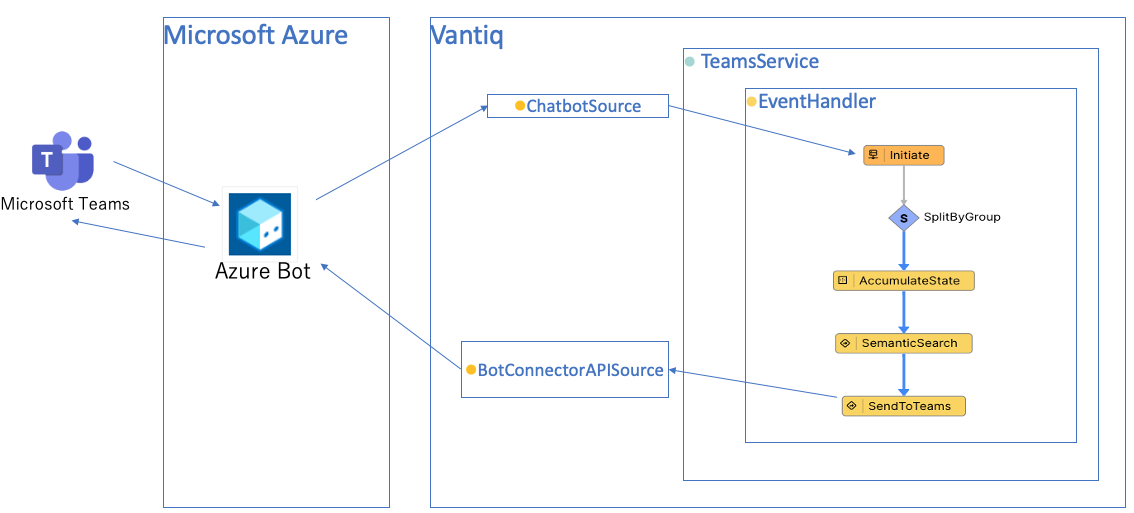 Microsoft Azure
Vantiq
TeamsService
EventHandler
ChatbotSource
Initiate
T
Microsoft Teams
S
SplitByGroup
Azure Bot
AccumulateState
SemanticSearch
BotConnectorAPISource
SendToTeams